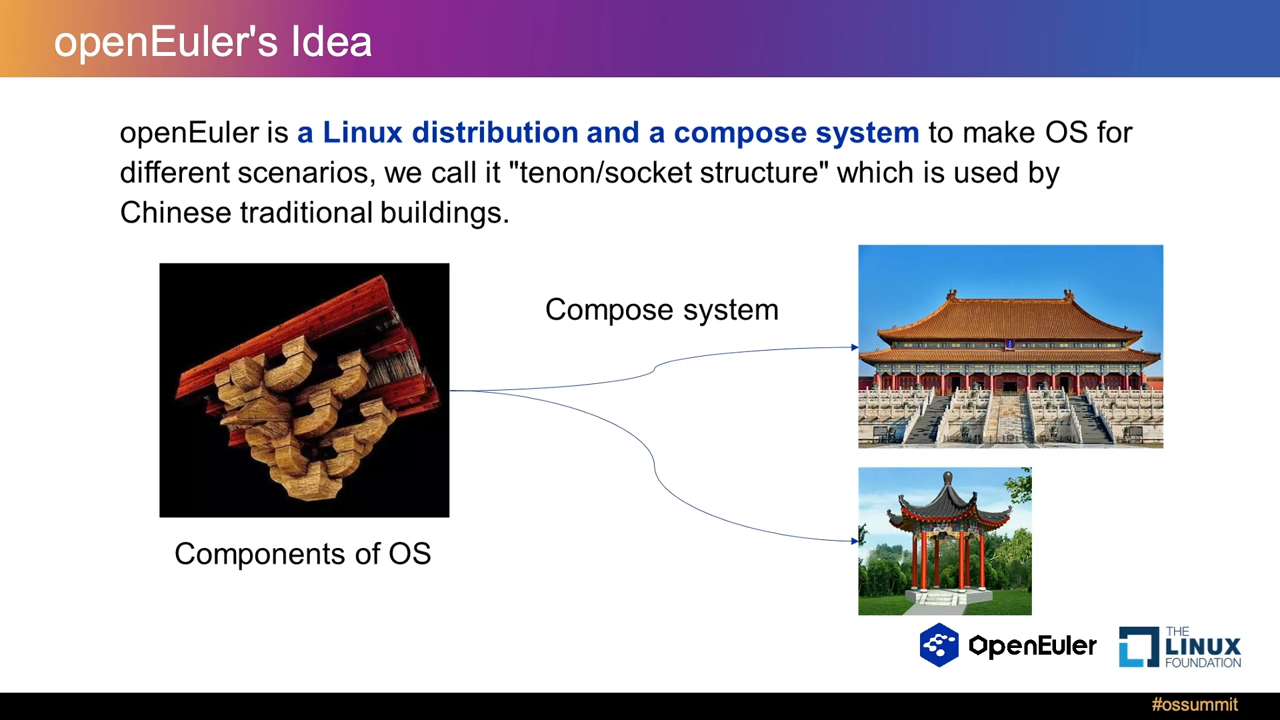 openEuler's Idea
openEuler is a Linux distribution and a compose system to make OS for
different scenarios, we call it "tenon/socket structure" which is used by
Chinese traditional buildings.
Compose system
Components of OS
OpenEuler
THE
LINUX
FOUNDATION
#ossummit